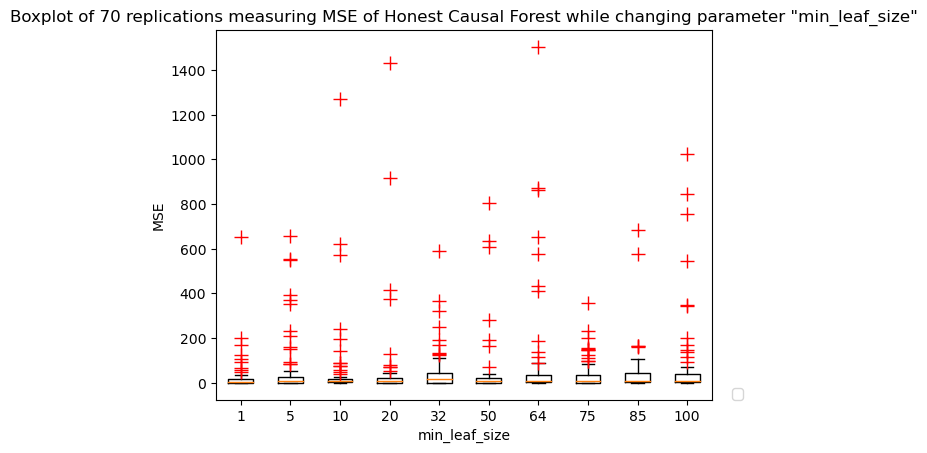 Boxplot of 70 replications measuring MSE of Honest Causal Forest while changing parameter "min_leaf_size"
MSE
1400
1200
1000
800
600
400
200
0
1 5 10 20 32 50 64 75 85 100
min_leaf_size